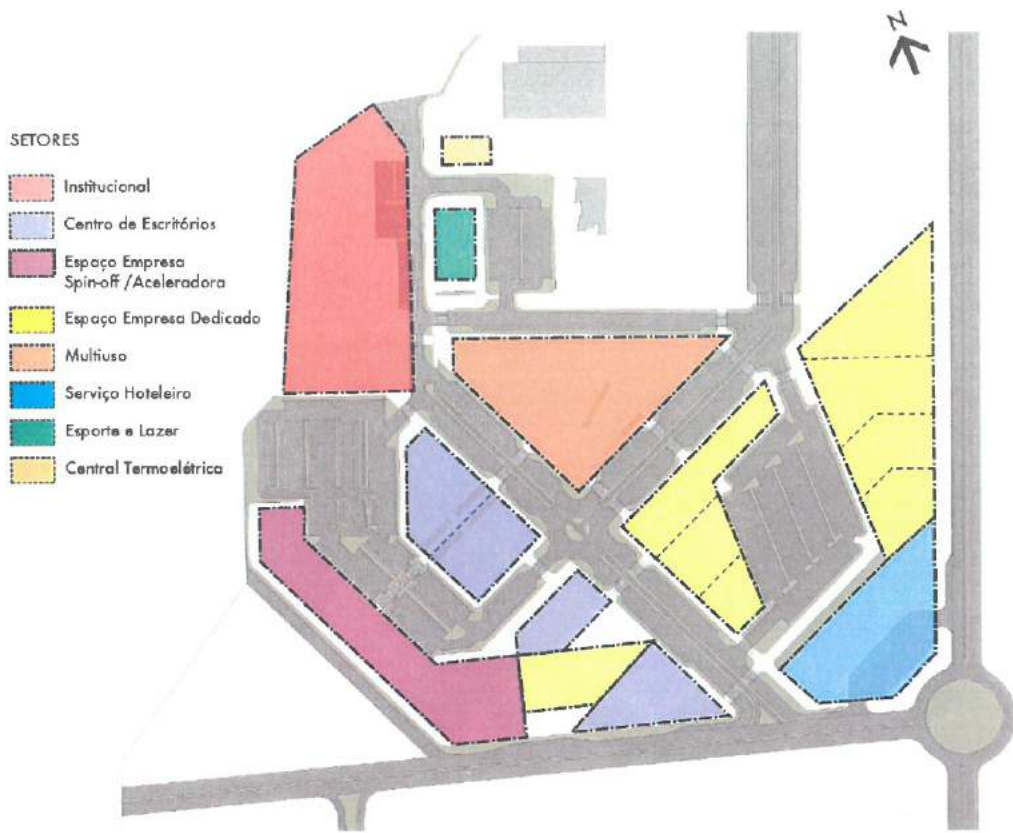 N
SETORES
Institucional
Centro de Escritórios
Espaço Empresa
Spin-off /Aceleradora
Espaço Empresa Dedicado
Multiuso
Serviço Hoteleiro
Esporte e Lazer
Central Termoelétrica